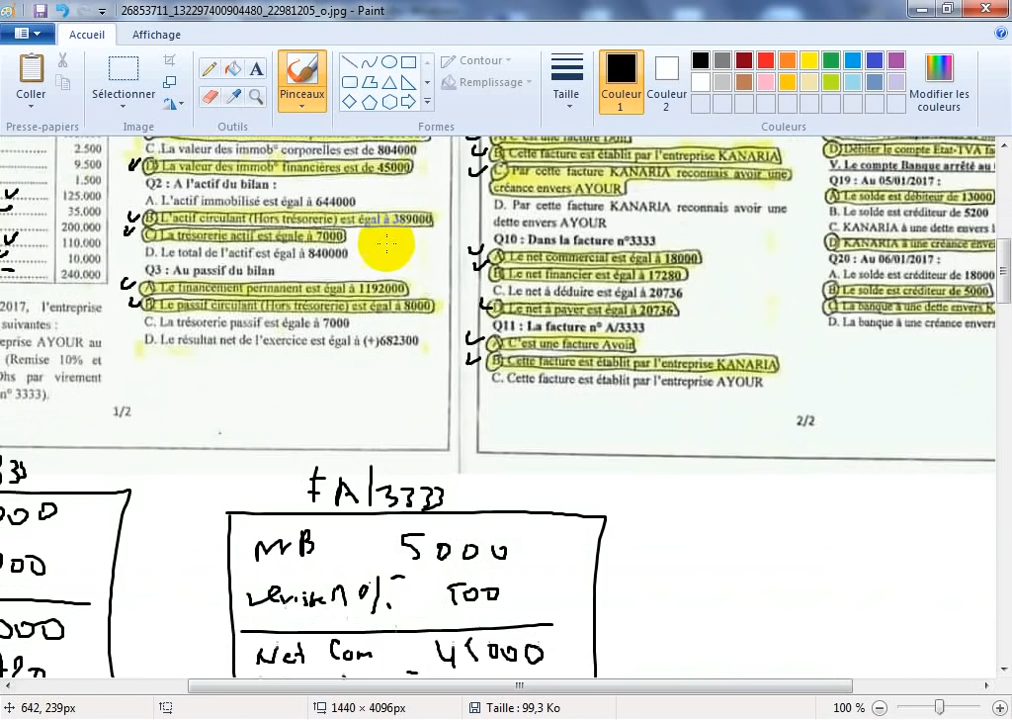 26853711_132297400904480_22981205_o.jpg - Paint
Accueil
Affichage
Coller
Sélectionner
Pinceaux
Contour
Remplissage
Taille
Couleur
1
Couleur
2
Modifier les
couleurs
Presse-papiers
Image
Outils
Formes
Couleurs
2.500
9.500
1.500
125.000
35.000
200.000
110.000
10.000
240.000
2017, l'entreprise
suivantes :
eprise AYOUR au
(Remise 10% et
Dhs par virement
n° 3333).
C .La valeur des immob° corporelles est de 804000
D. La valeur des immob° financières est de 45000
Q2 : A l'actif du bilan :
A. L'actif immobilisé est égal à 644000
B. L'actif circulant (Hors trésorerie) est égal à 389000
C. La trésorerie actif est égale à 7000
D. Le total de l'actif est égal à 840000
Q3 : Au passif du bilan
A. Le financement permanent est égal à 1192000
B. Le passif circulant (Hors trésorerie) est égal à 8000
C. La trésorerie passif est égale à 7000
D. Le résultat net de l'exercice est égal à (+)682300
1/2
A C'est une facture Doit
B. Cette facture est établit par l'entreprise KANARIA
C. Par cette facture KANARIA reconnais avoir une
créance envers AYOUR
D. Par cette facture KANARIA reconnais avoir une
dette envers AYOUR
Q10 : Dans la facture n°3333
A. Le net commercial est égal à 18000
B. Le net financier est égal à 17280
C. Le net à déduire est égal à 20736
D. Le net à payer est égal à 20736
Q11 : La facture n° A/3333
A. C'est une facture Avoir
B. Cette facture est établit par l'entreprise KANARIA
C. Cette facture est établit par l'entreprise AYOUR
2/2
D. Débiter le compte Etat-TVA fa
V. Le compte Banque arrêté au
Q19 : Au 05/01/2017 :
A. Le solde est débiteur de 13000
B. Le solde est créditeur de 5200
C. KANARIA à une dette envers l
D. KANARIA à une créance enver
Q20 : Au 06/01/2017 :
A. Le solde est créditeur de 18000
B. Le solde est créditeur de 5000
C. La banque à une dette envers K
D. La banque à une créance envers
F A/3333
MB 5000
Remise 10% - 500
Net Com 45000
642, 239px
1440 × 4096px
Taille : 99,3 Ko
100 %